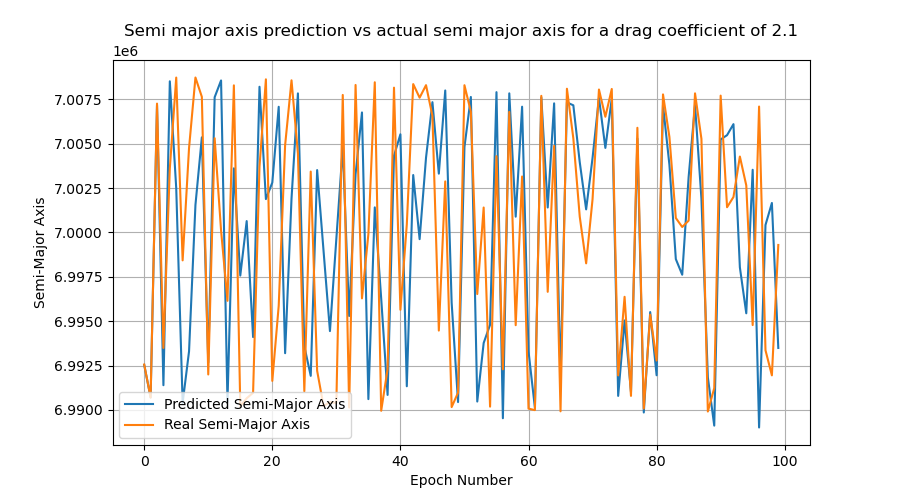 Semi major axis prediction vs actual semi major axis for a drag coefficient of 2.1
1e6
7.0075
7.0050
7.0025
7.0000
6.9975
6.9950
6.9925
6.9900
Semi-Major Axis
Predicted Semi-Major Axis
Real Semi-Major Axis
0 20 40 60 80 100
Epoch Number